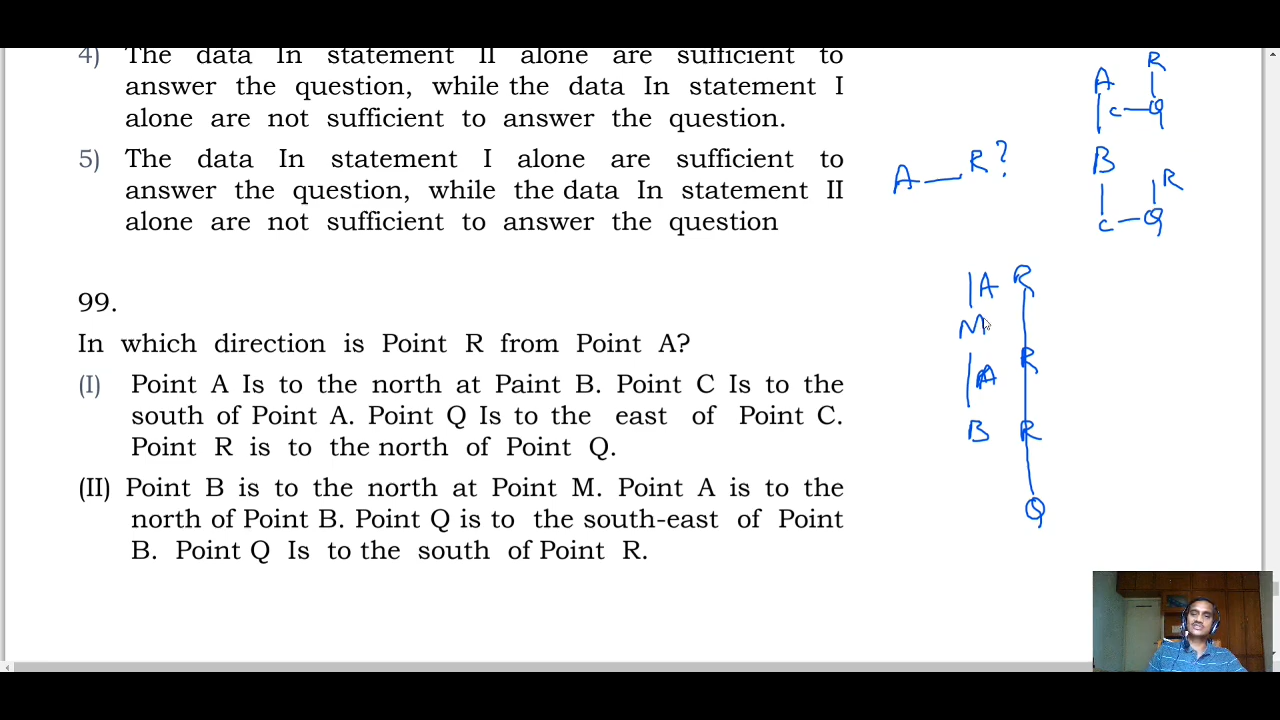 4) The data In statement II alone are sufficient to
answer the question, while the data In statement I
alone are not sufficient to answer the question.
5) The data In statement I alone are sufficient to
answer the question, while the data In statement II
alone are not sufficient to answer the question
99.
In which direction is Point R from Point A?
(I) Point A Is to the north at Paint B. Point C Is to the
south of Point A. Point Q Is to the east of Point C.
Point R is to the north of Point Q.
(II) Point B is to the north at Point M. Point A is to the
north of Point B. Point Q is to the south-east of Point
B. Point Q Is to the south of Point R.
A R?
R
A
C Q
B
R
C Q
A R
M
A R
B R
Q